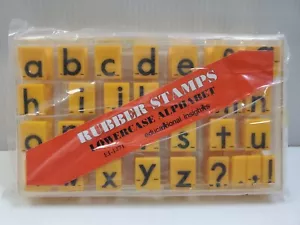 a b c d e f g
h i j k
RUBBER STAMPS
LOWERCASE ALPHABET
educational insights
s t u
w x y z ? . , !